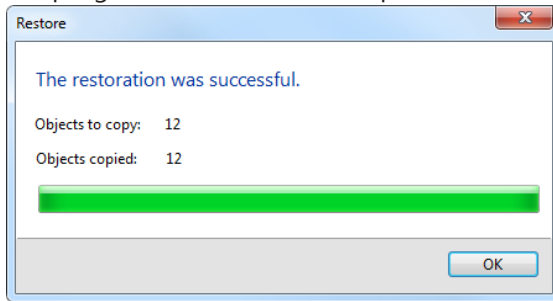 Restore
The restoration was successful.
Objects to copy: 12
Objects copied: 12
OK